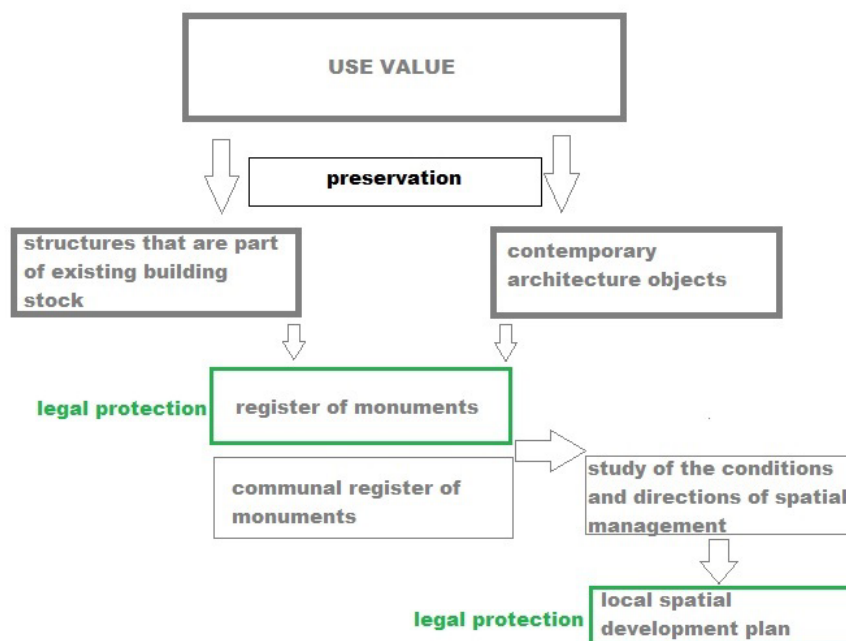 USE VALUE
preservation
structures that are part
of existing building
stock
contemporary
architecture objects
legal protection
register of monuments
communal register of
monuments
study of the conditions
and directions of spatial
management
legal protection
local spatial
development plan